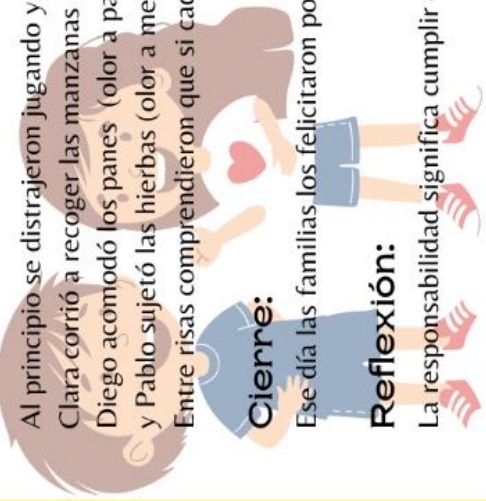 Al principio se distrajeron jugando y
Clara corrió a recoger las manzanas
Diego acomodó los panes (olor a pa
y Pablo sujetó las hierbas (olor a me
Entre risas comprendieron que si cad
Cierre:
Ese día las familias los felicitaron po
Reflexión:
La responsabilidad significa cumplir